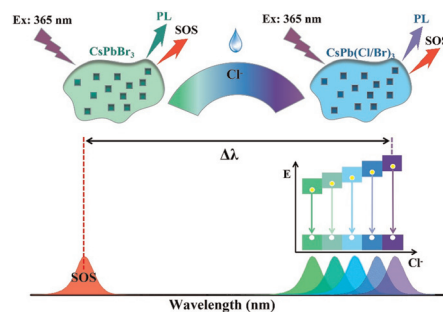 Ex: 365 nm
PL
SOS
CsPbBr3
Cl-
Ex: 365 nm
PL
SOS
CsPb(Cl/Br)3
Δλ
E
Cl-
SOS
Wavelength (nm)